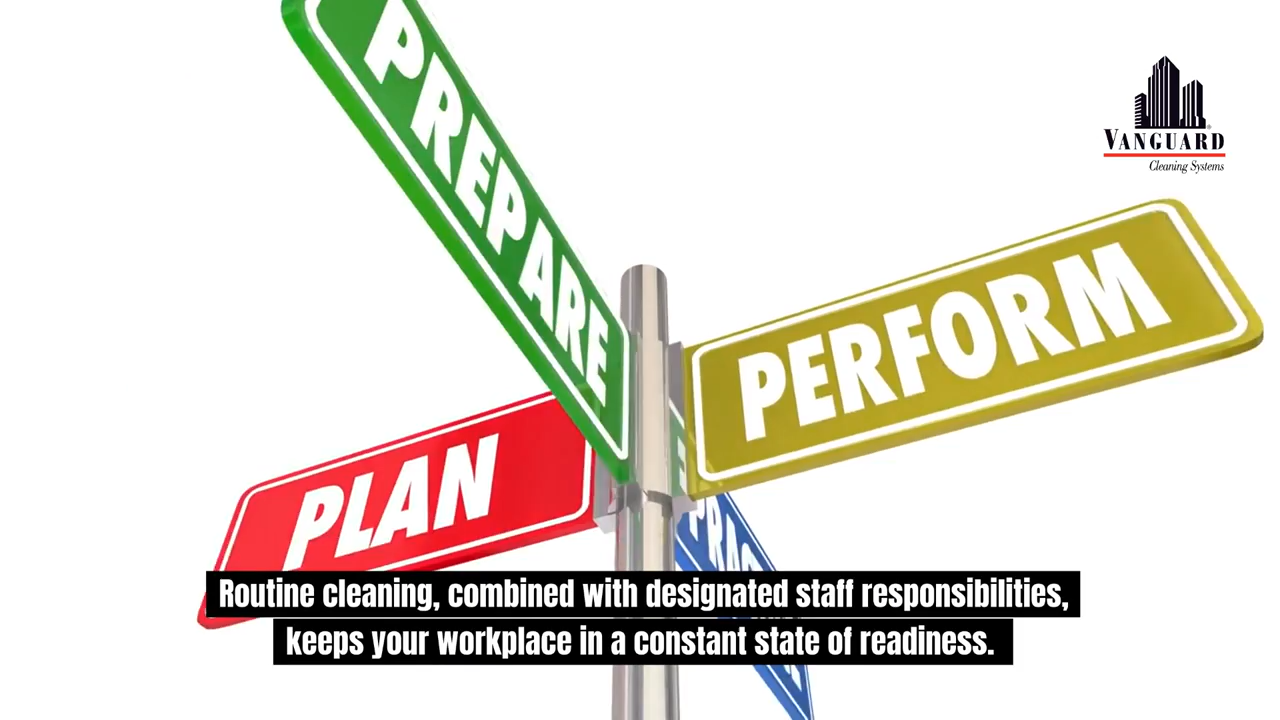 PREPARE
VANGUARD
Cleaning Systems
PERFORM
PLAN
Routine cleaning, combined with designated staff responsibilities,
keeps your workplace in a constant state of readiness.